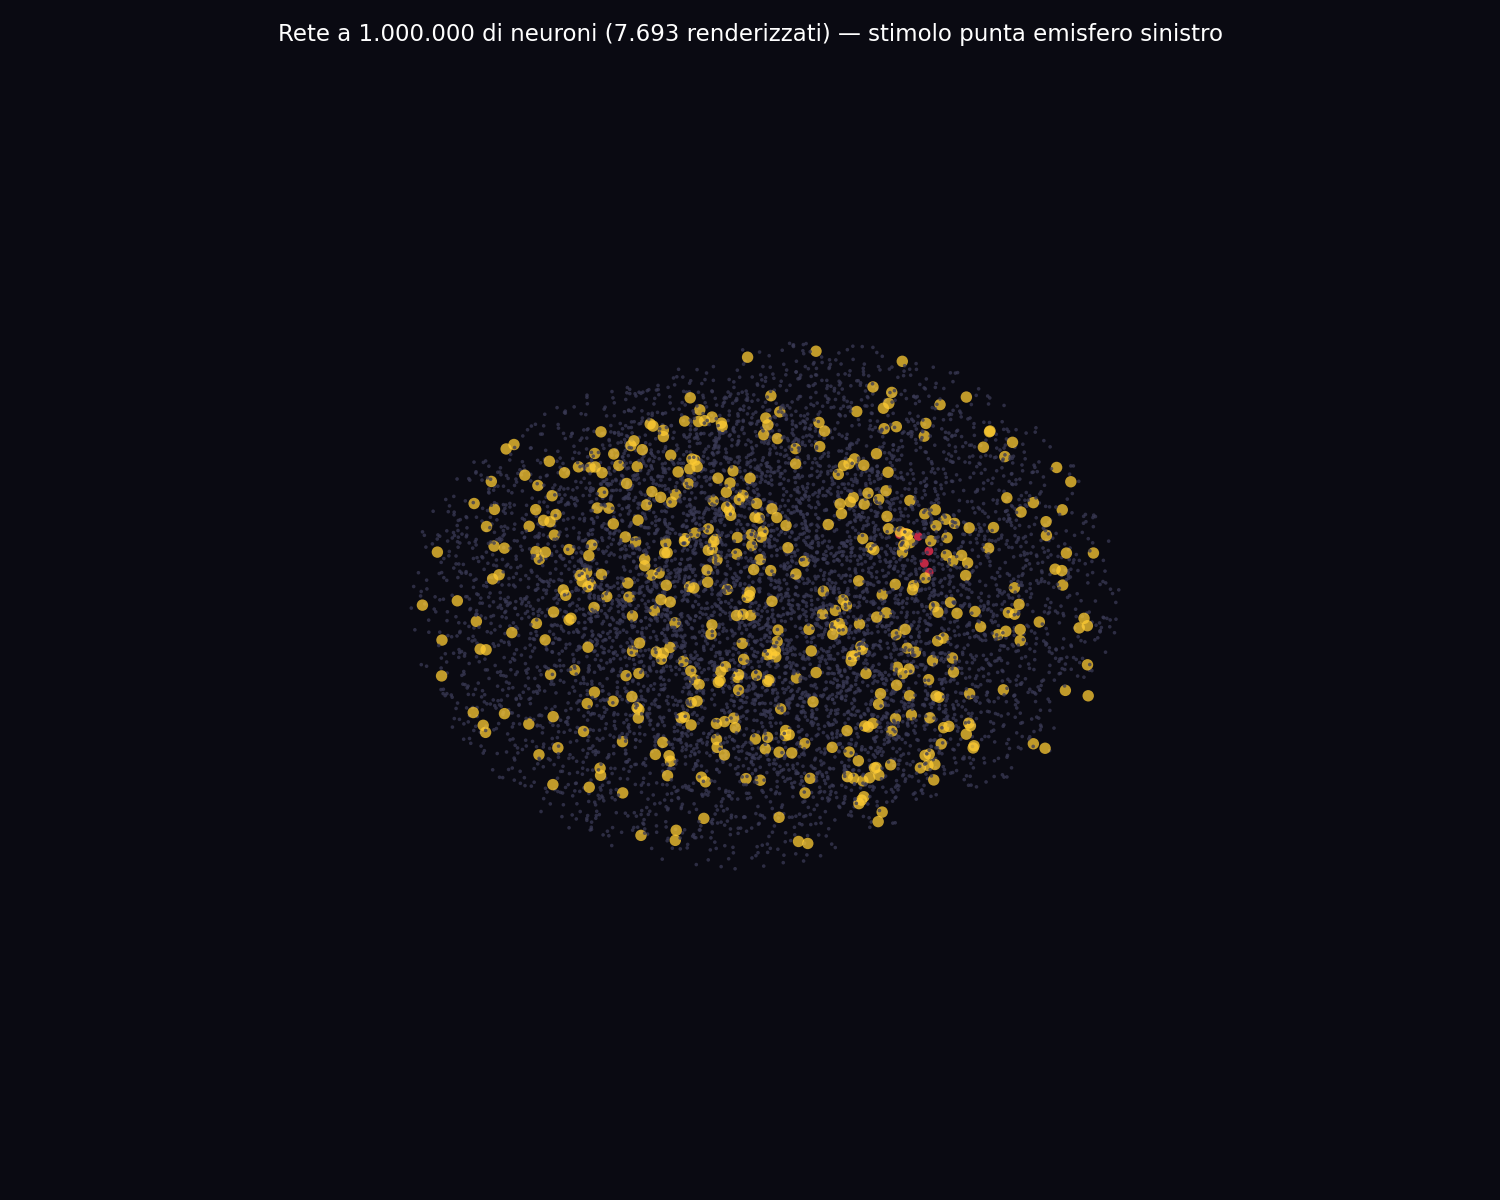 Rete a 1.000.000 di neuroni (7.693 renderizzati) — stimolo punta emisfero sinistro